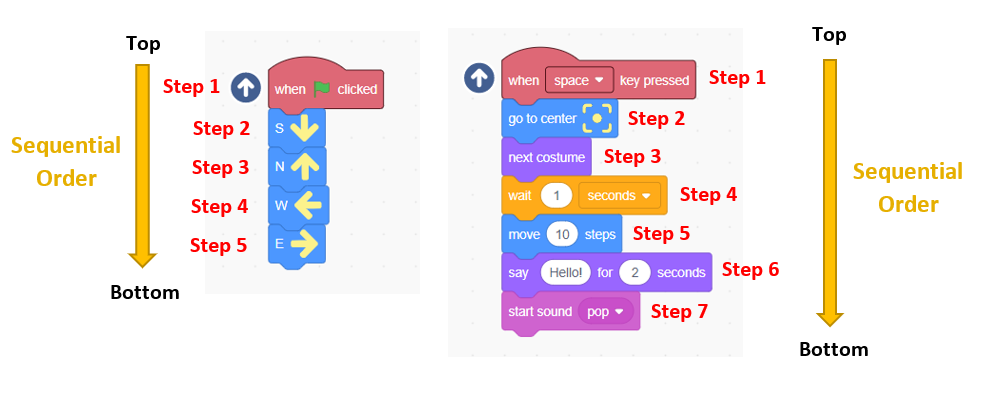 Top
Step 1
when clicked
Step 2
S
Step 3
N
Step 4
W
Step 5
E
Sequential
Order
Bottom
Top
when space key pressed Step 1
go to center Step 2
next costume Step 3
wait 1 seconds Step 4
move 10 steps Step 5
say Hello! for 2 seconds Step 6
start sound pop Step 7
Sequential
Order
Bottom